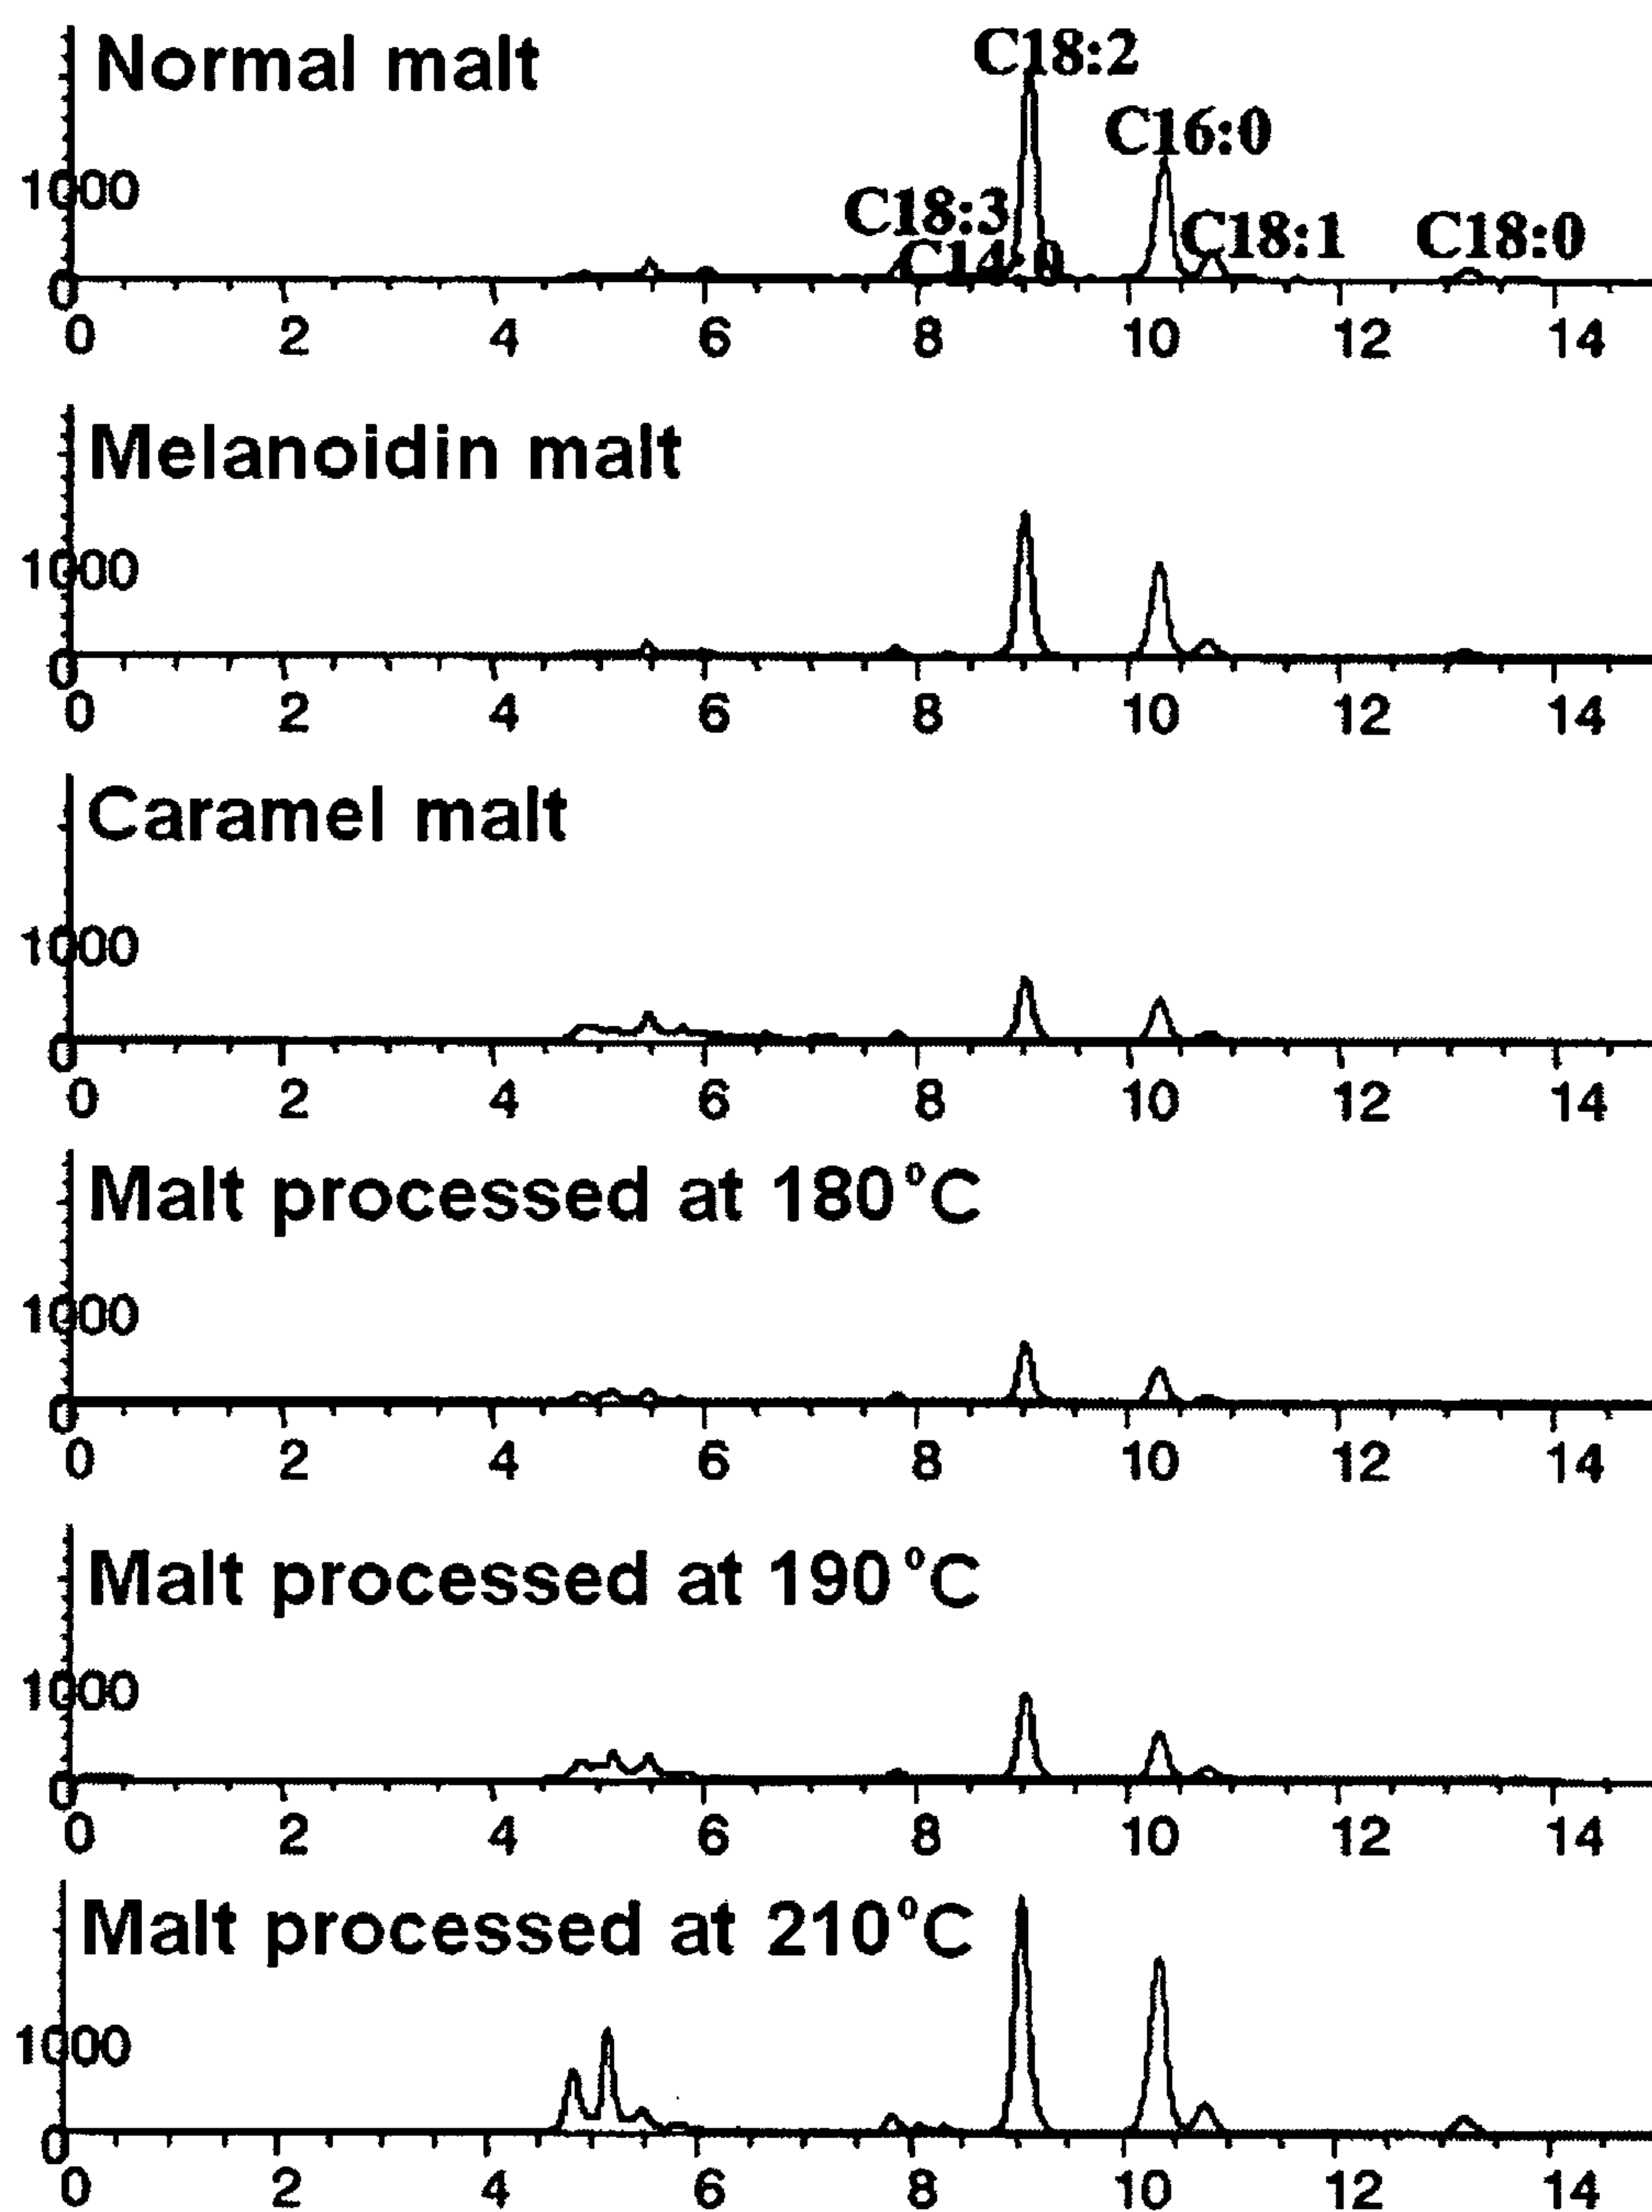 Normal malt
C18:2
C16:0
1000
C18:3
C14:0
C18:1
C18:0
0
0 2 4 6 8 10 12 14
Melanoidin malt
1000
0
0 2 4 6 8 10 12 14
Caramel malt
1000
0
0 2 4 6 8 10 12 14
Malt processed at 180°C
1000
0
0 2 4 6 8 10 12 14
Malt processed at 190°C
1000
0
0 2 4 6 8 10 12 14
Malt processed at 210°C
1000
0
0 2 4 6 8 10 12 14